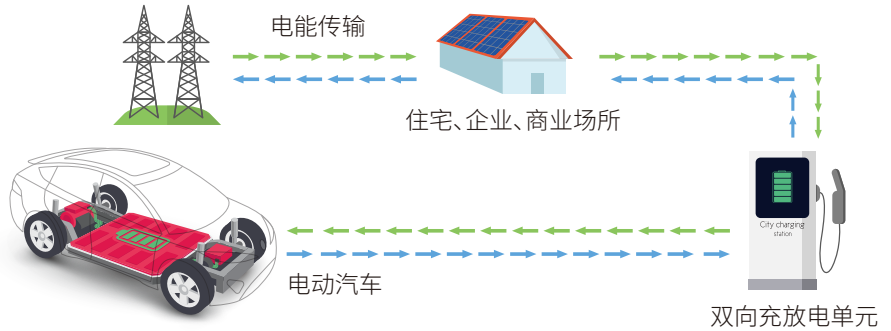 电能传输
住宅、企业、商业场所
City charging
station
电动汽车
双向充放电单元